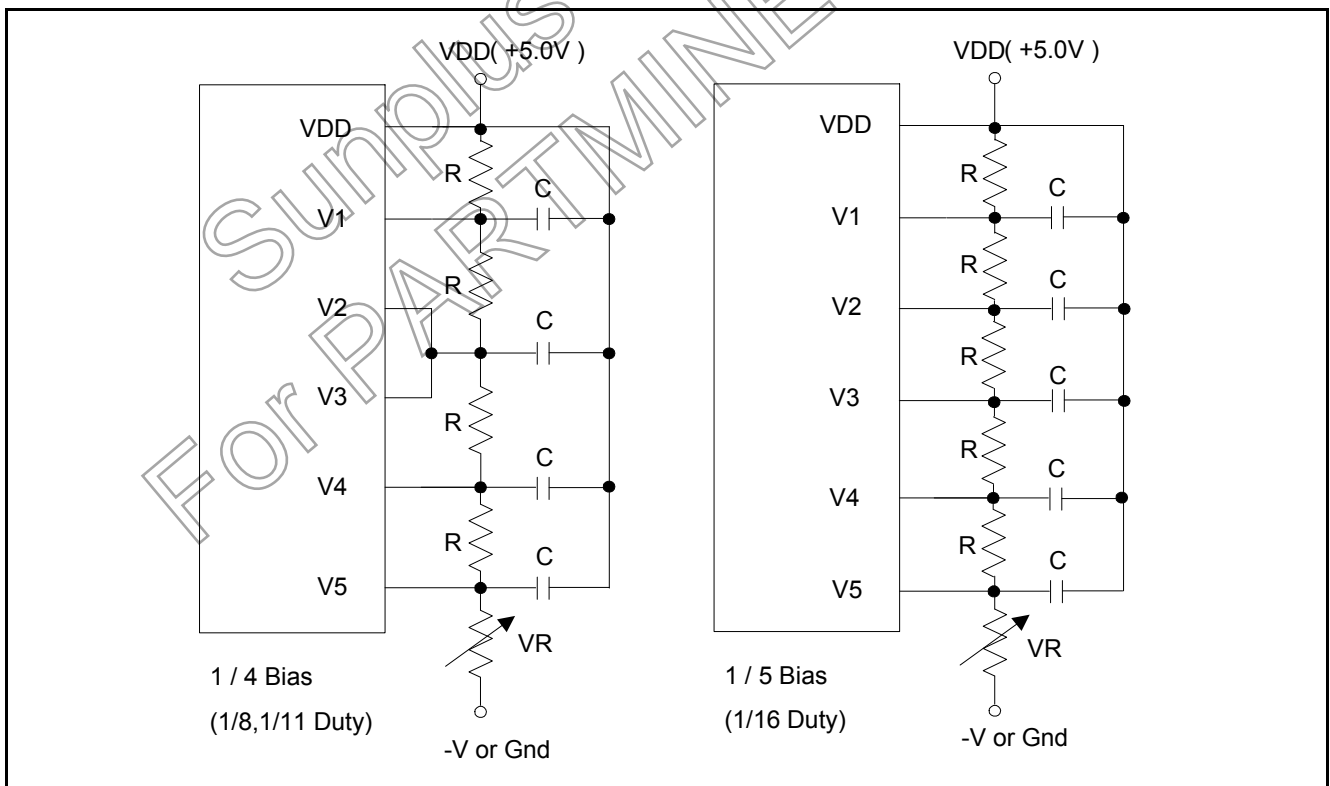 Sunplus
For PARTMINE
VDD( +5.0V )
VDD
R
C
V1
R
V2
C
V3
R
V4
C
R
C
V5
VR
1 / 4 Bias
(1/8,1/11 Duty)
-V or Gnd
VDD( +5.0V )
VDD
R
C
V1
R
C
V2
R
C
V3
R
C
V4
R
C
V5
VR
1 / 5 Bias
(1/16 Duty)
-V or Gnd